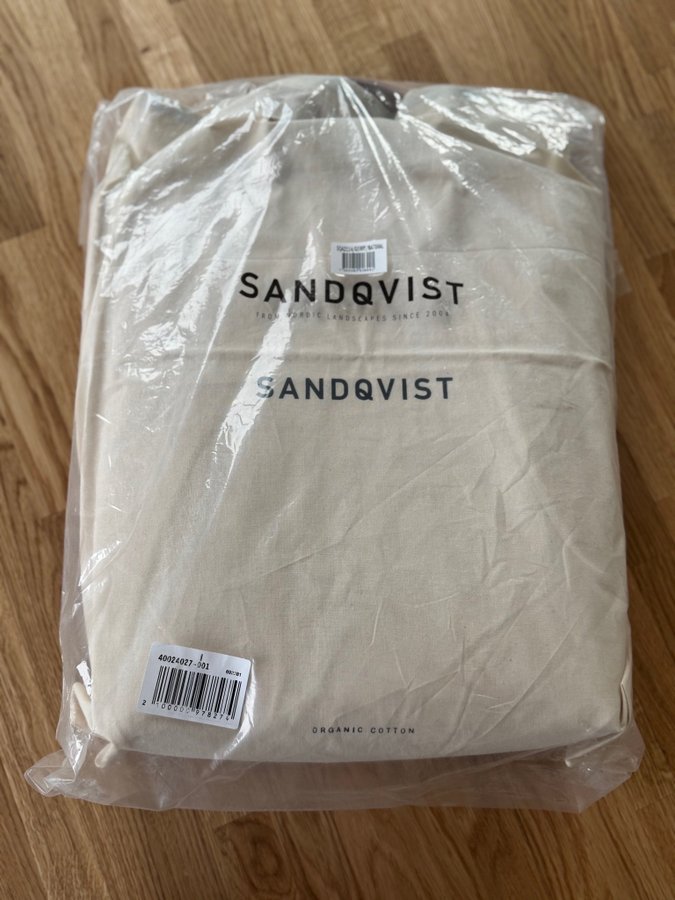 SANDQVIST
FROM NORDIC LANDSCAPES SINCE 2004
SANDQVIST
40024027-001
ORGANIC COTTON